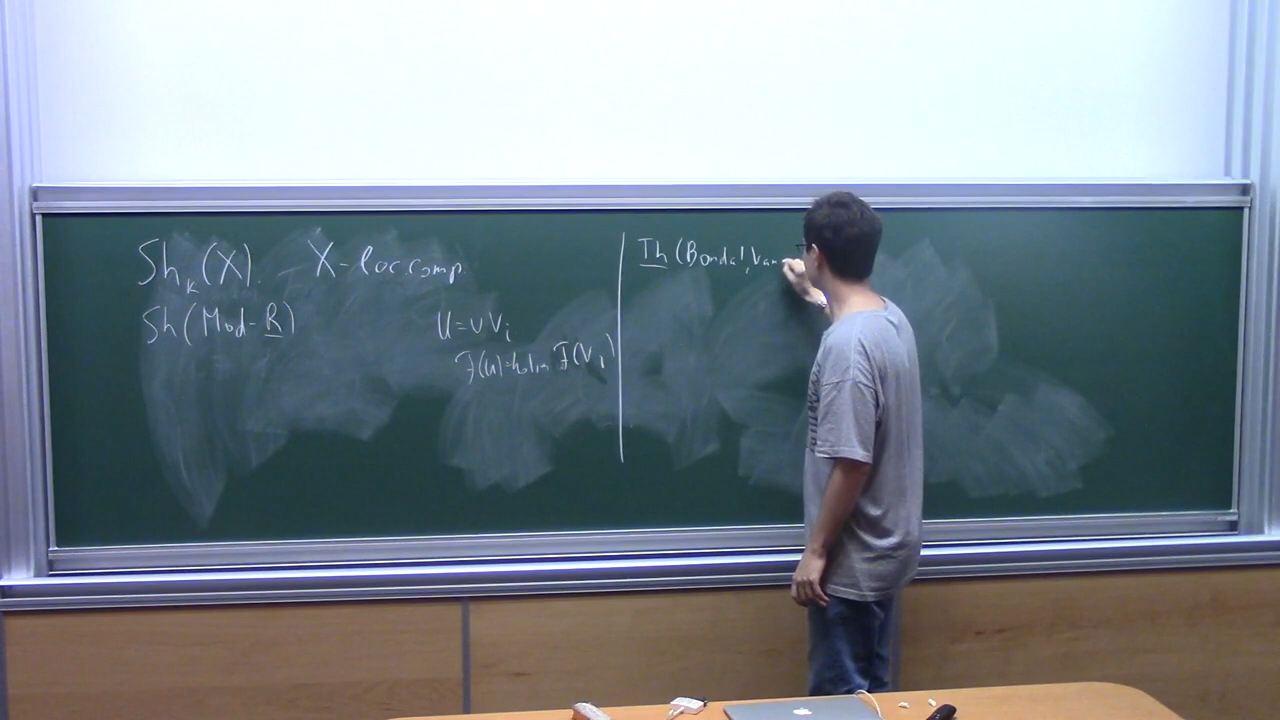 Sh_k(X). X-loc.comp.
Sh(Mod-R)
U=∪V_i
F(U)=holim F(V_i)
Th (Bondal, Van